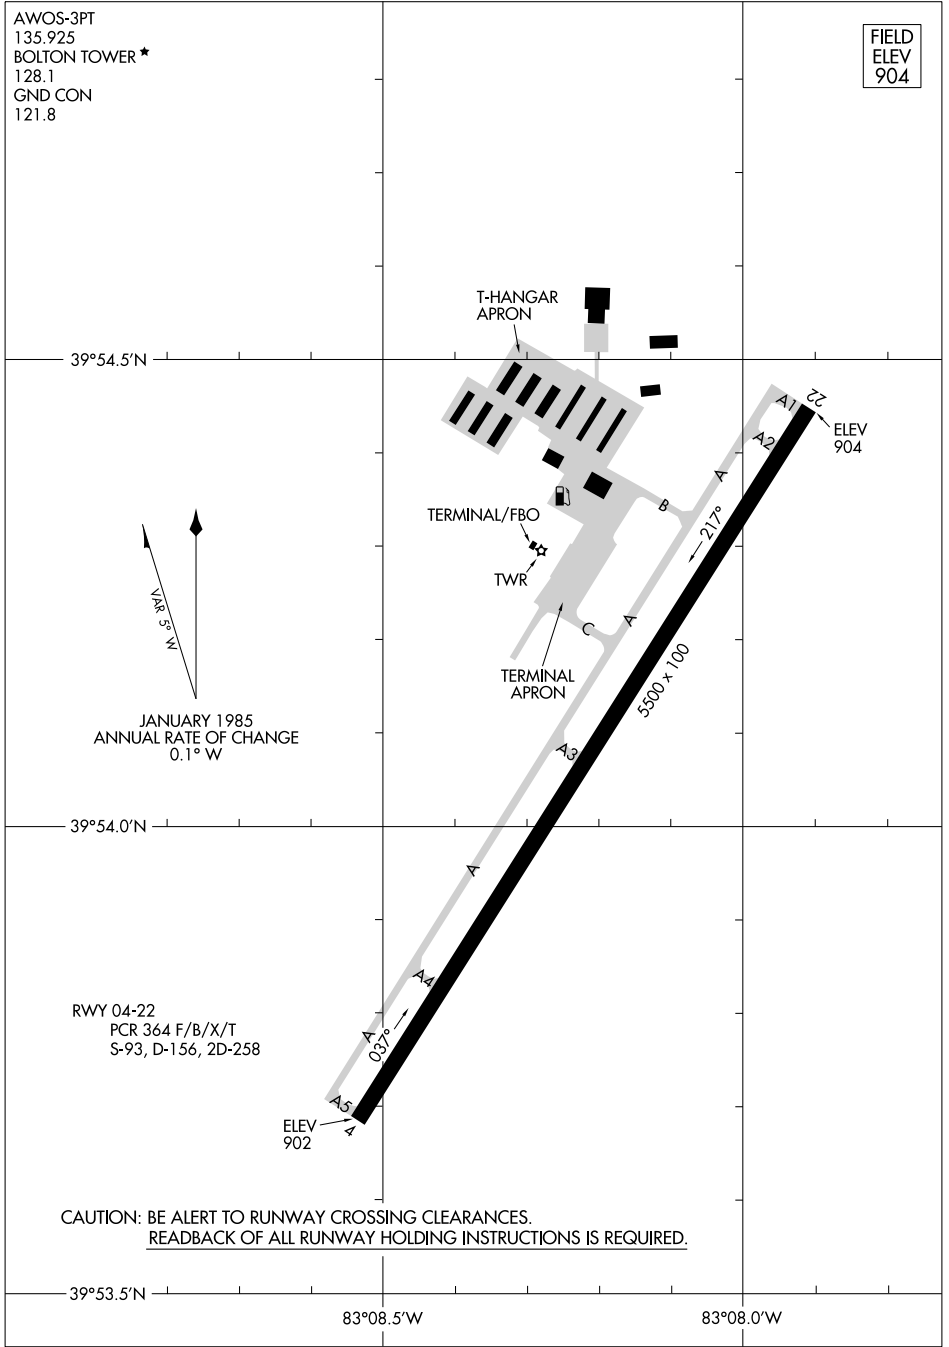 AWOS-3PT
135.925
BOLTON TOWER ★
128.1
GND CON
121.8
FIELD
ELEV
904
T-HANGAR
APRON
39°54.5'N
22
A1
ELEV
904
A2
A
B
217°
TERMINAL/FBO
TWR
VAR 5° W
C
A
TERMINAL
APRON
5500 x 100
JANUARY 1985
ANNUAL RATE OF CHANGE
0.1° W
A3
39°54.0'N
A
A4
RWY 04-22
PCR 364 F/B/X/T
S-93, D-156, 2D-258
A
037°
A5
ELEV
902
4
CAUTION: BE ALERT TO RUNWAY CROSSING CLEARANCES.
READBACK OF ALL RUNWAY HOLDING INSTRUCTIONS IS REQUIRED.
39°53.5'N
83°08.5'W
83°08.0'W